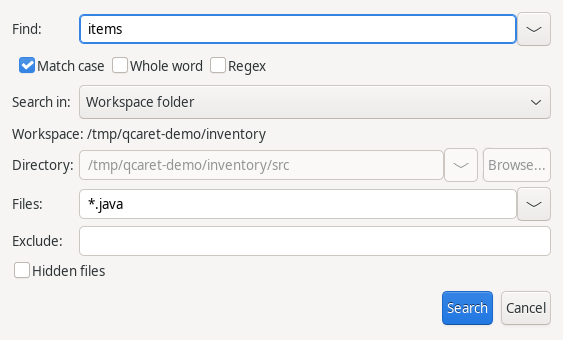 Find: items
Match case Whole word Regex
Search in: Workspace folder
Workspace: /tmp/qcaret-demo/inventory
Directory: /tmp/qcaret-demo/inventory/src Browse...
Files: *.java
Exclude:
Hidden files
Search Cancel